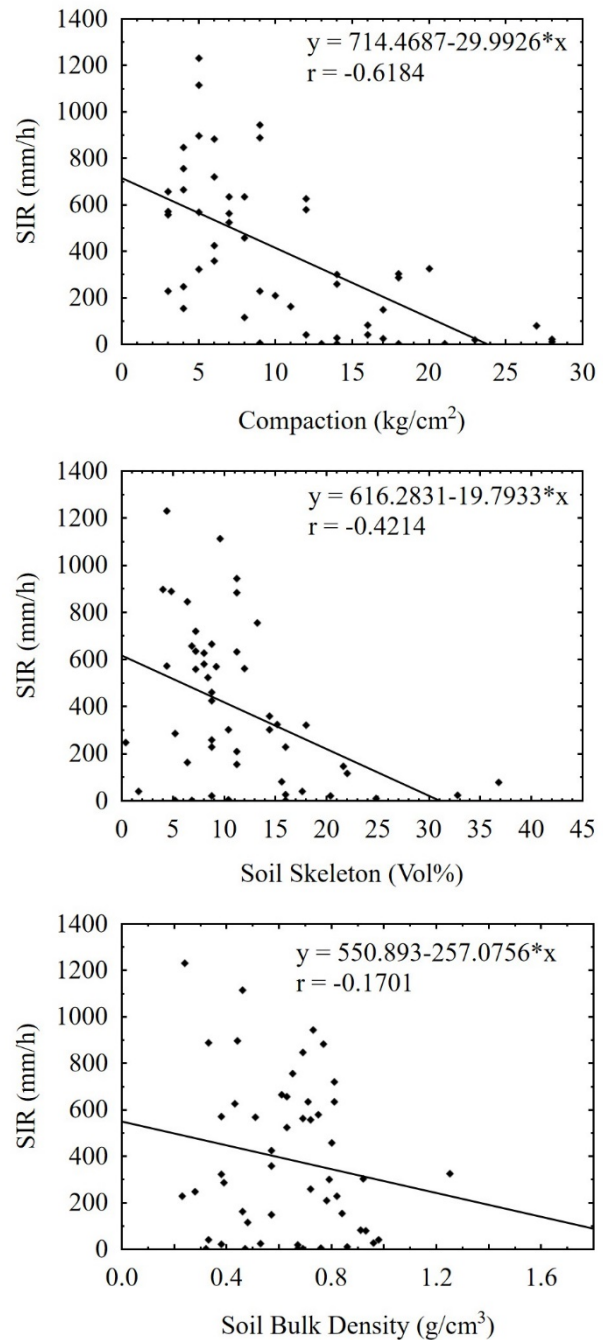 y = 714.4687-29.9926*x
r = -0.6184
1400
1200
1000
800
600
400
200
0
SIR (mm/h)
0 5 10 15 20 25 30
Compaction (kg/cm²)
y = 616.2831-19.7933*x
r = -0.4214
1400
1200
1000
800
600
400
200
0
SIR (mm/h)
0 5 10 15 20 25 30 35 40 45
Soil Skeleton (Vol%)
y = 550.893-257.0756*x
r = -0.1701
1400
1200
1000
800
600
400
200
0
SIR (mm/h)
0.0 0.4 0.8 1.2 1.6
Soil Bulk Density (g/cm³)